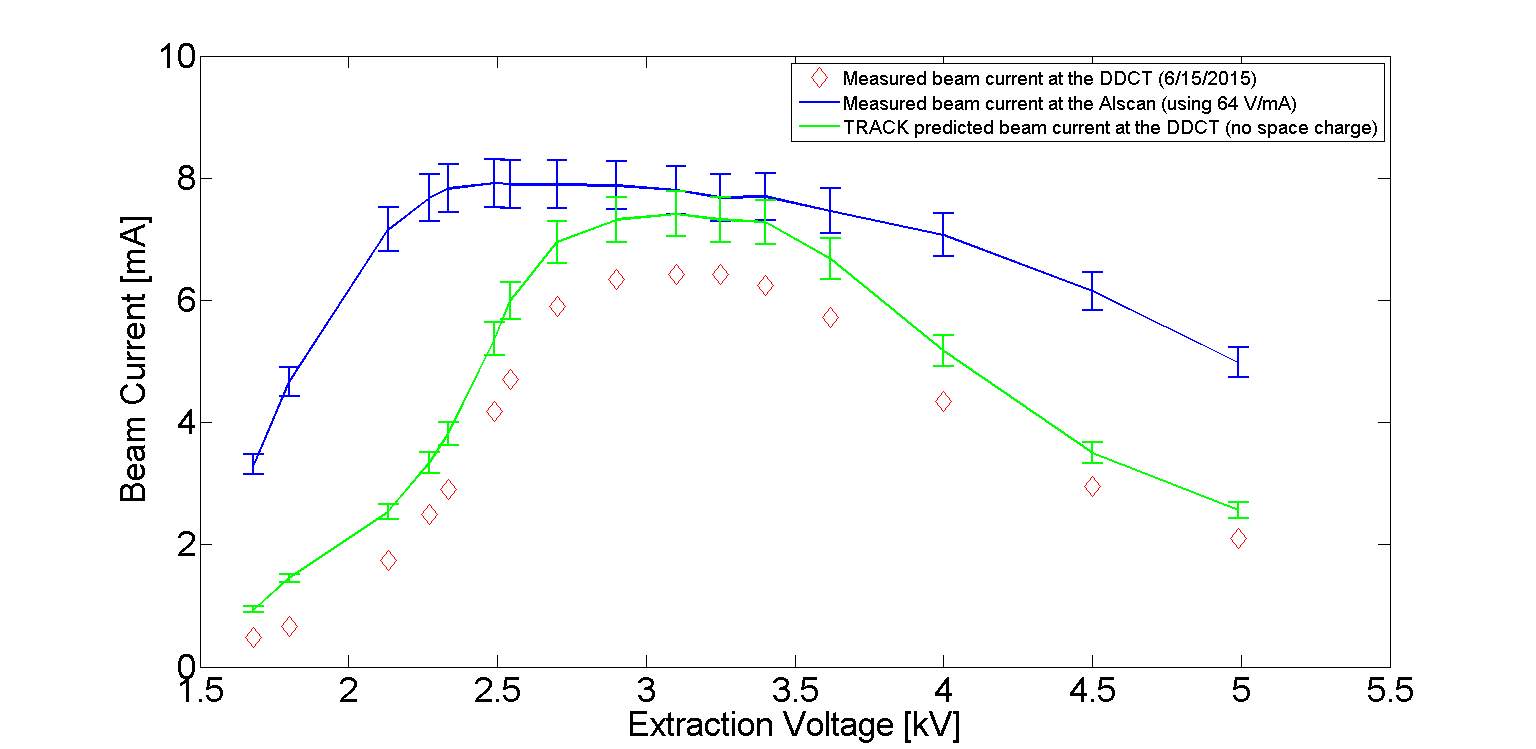 10
8
6
4
2
0
Beam Current [mA]
Measured beam current at the DDCT (6/15/2015)
Measured beam current at the Alscan (using 64 V/mA)
TRACK predicted beam current at the DDCT (no space charge)
1.5 2 2.5 3 3.5 4 4.5 5 5.5
Extraction Voltage [kV]